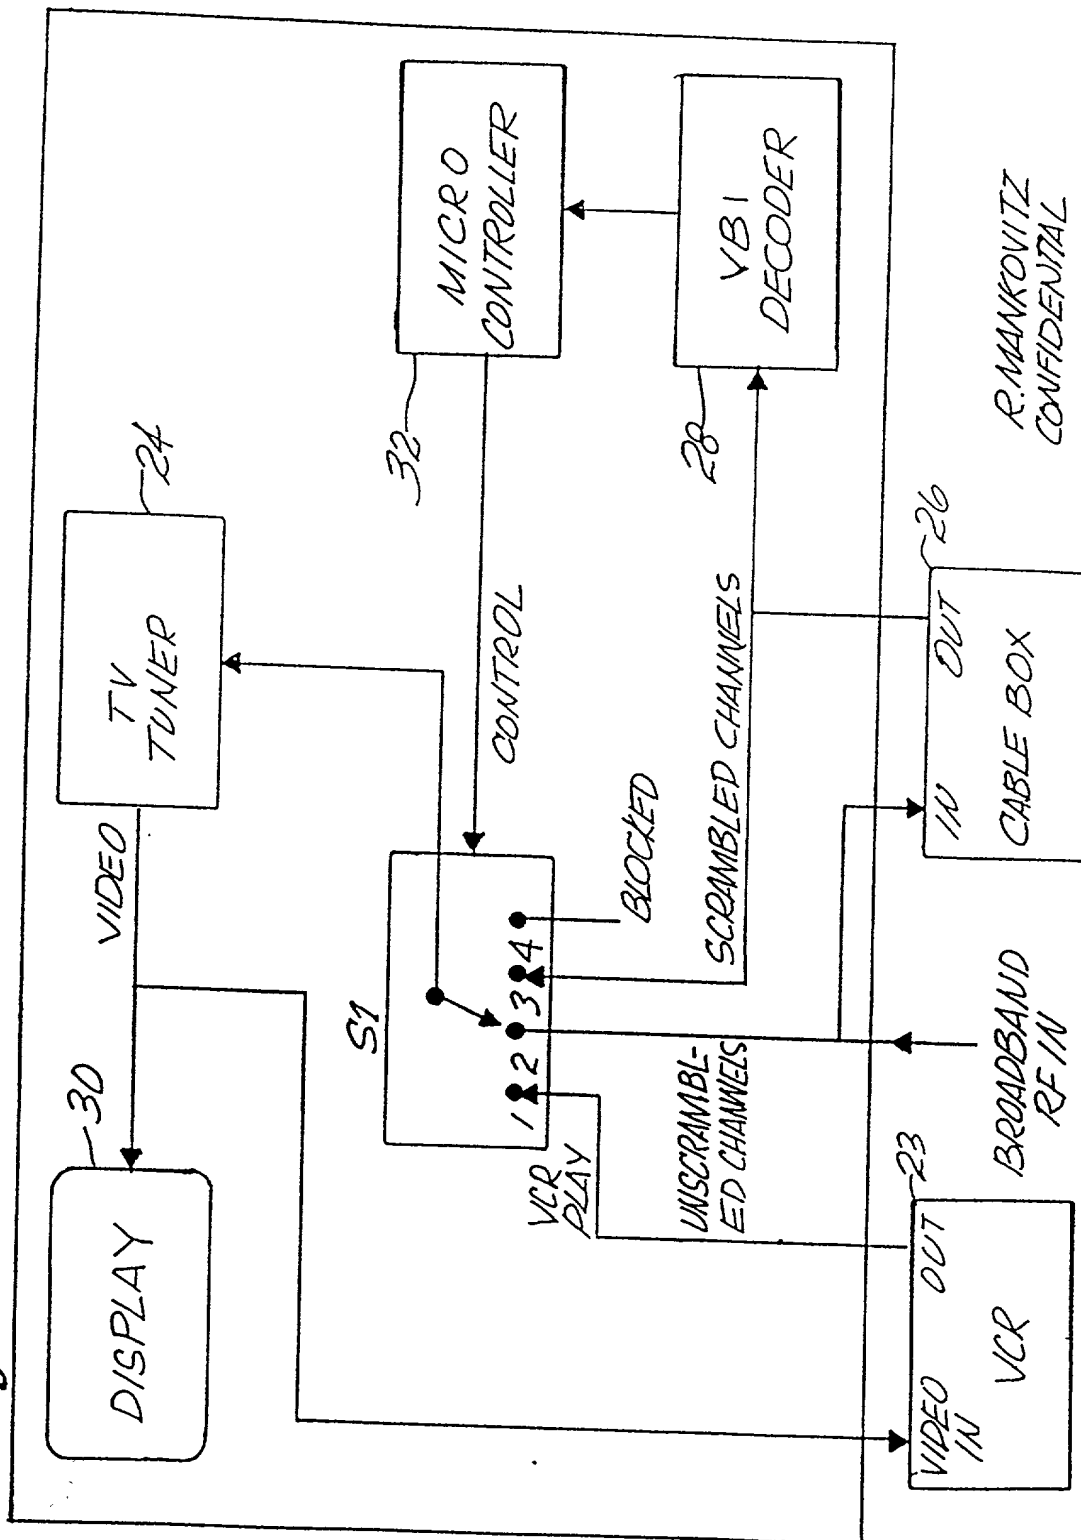 DISPLAY
30
VIDEO
TV
TUNER
24
S1
1 2 3 4
CONTROL
MICRO
CONTROLLER
32
VCR
PLAY
UNSCRAMBL-
ED CHANNELS
BLOCKED
SCRAMBLED CHANNELS
VBI
DECODER
28
VIDEO
IN
OUT
VCR
23
BROADBAND
RF IN
IN
OUT
CABLE BOX
26
R.MANKOVITZ
CONFIDENTIAL